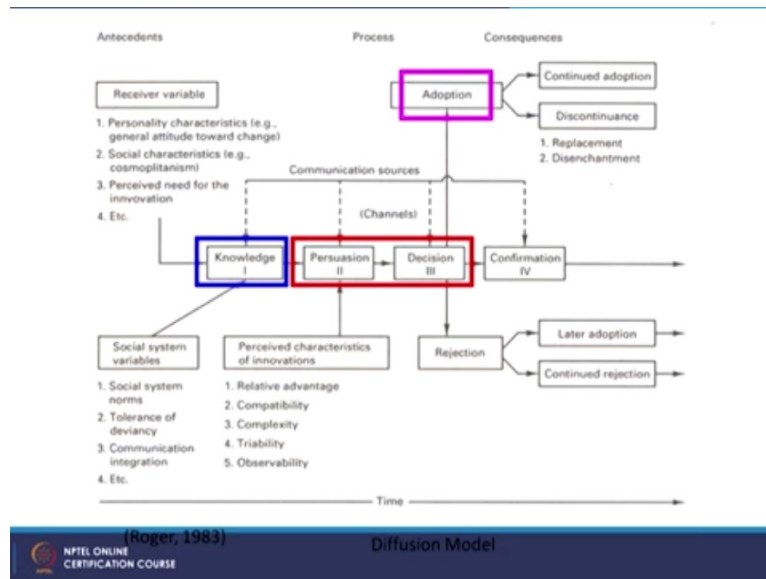 Antecedents
Process
Consequences
Receiver variable
1. Personality characteristics (e.g.,
general attitude toward change)
2. Social characteristics (e.g.,
cosmoplitanism)
3. Perceived need for the
innvovation
4. Etc.
Adoption
Continued adoption
Discontinuance
1. Replacement
2. Disenchantment
Communication sources
(Channels)
Knowledge
I
Persuasion
II
Decision
III
Confirmation
IV
Social system
variables
1. Social system
norms
2. Tolerance of
deviancy
3. Communication
integration
4. Etc.
Perceived characteristics
of innovations
1. Relative advantage
2. Compatibility
3. Complexity
4. Triability
5. Observability
Rejection
Later adoption
Continued rejection
Time
(Roger, 1983)
Diffusion Model
NPTEL ONLINE
CERTIFICATION COURSE